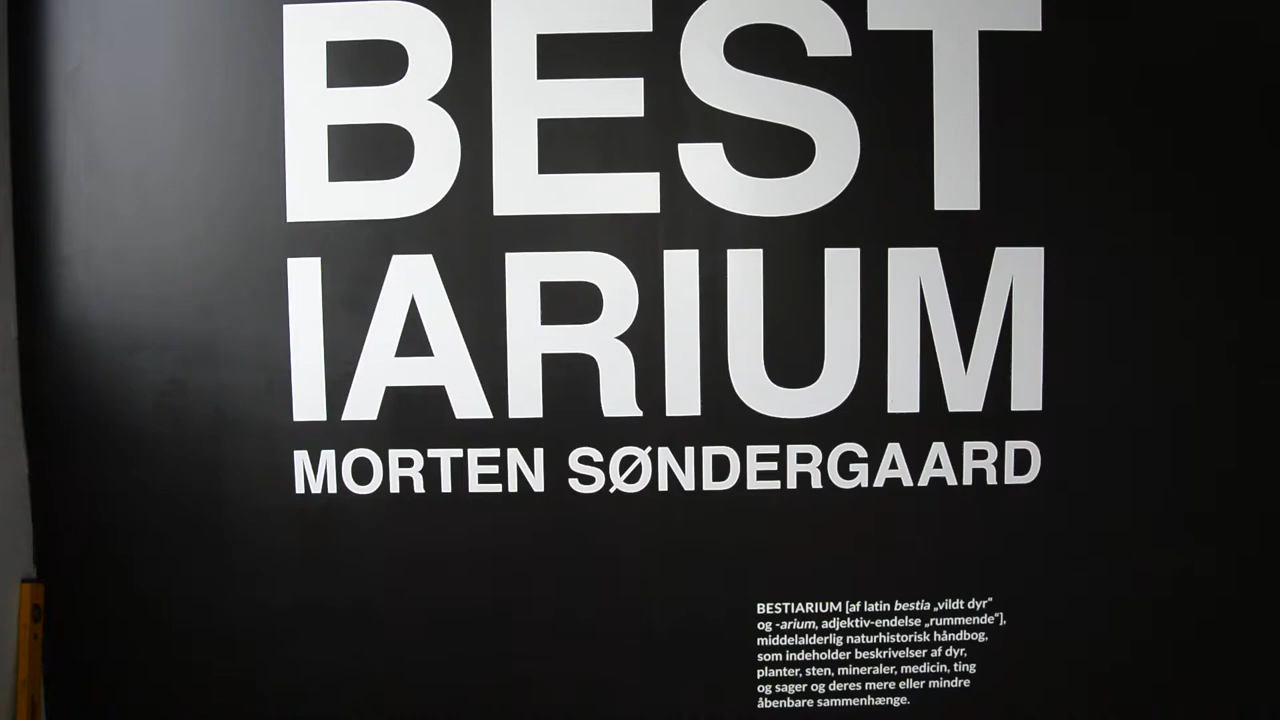 BEST
IARIUM
MORTEN SØNDERGAARD
BESTIARIUM [af latin bestia „vildt dyr“
og -arium, adjektiv-endelse „rummende“],
middelalderlig naturhistorisk håndbog,
som indeholder beskrivelser af dyr,
planter, sten, mineraler, medicin, ting
og sager og deres mere eller mindre
åbenbare sammenhænge.